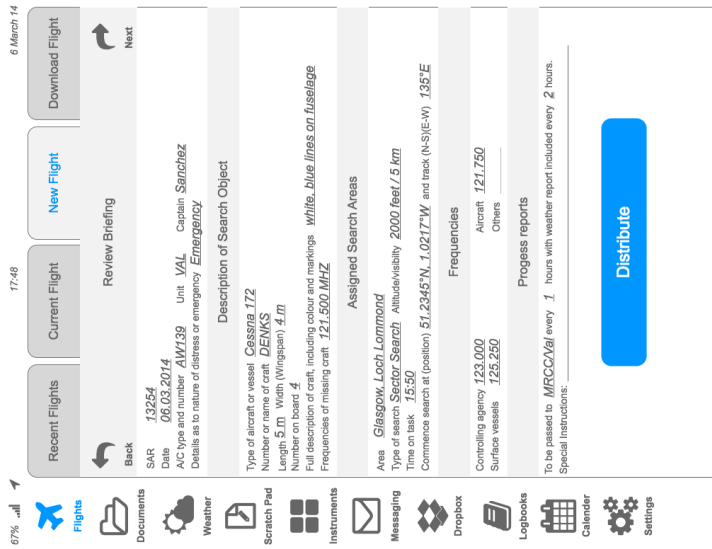 67% 17:48 6 March 14
Recent Flights Current Flight New Flight Download Flight
Flights
Documents
Weather
Scratch Pad
Instruments
Messaging
Dropbox
Logbooks
Calender
Settings
Back Review Briefing Next
SAR 13254
Date 06.03.2014
A/C type and number AW139 Unit VAL Captain Sanchez
Details as to nature of distress or emergency Emergency
Description of Search Object
Type of aircraft or vessel Cessna 172
Number or name of craft DENKS
Length 5 m Width (Wingspan) 4 m
Number on board 4
Full description of craft, including colour and markings white, blue lines on fuselage
Frequencies of missing craft 121.500 MHZ
Assigned Search Areas
Area Glasgow, Loch Lommond
Type of search Sector Search Altitude/visibilty 2000 feet / 5 km
Time on task 15:50
Commence search at (position) 51.2345°N, 1.0217°W and track (N-S)(E-W) 135°E
Frequencies
Controlling agency 123.000 Aircraft 121.750
Surface vessels 125.250 Others
Progess reports
To be passed to MRCC/Val every 1 hours with weather report included every 2 hours.
Special Instructions:
Distribute